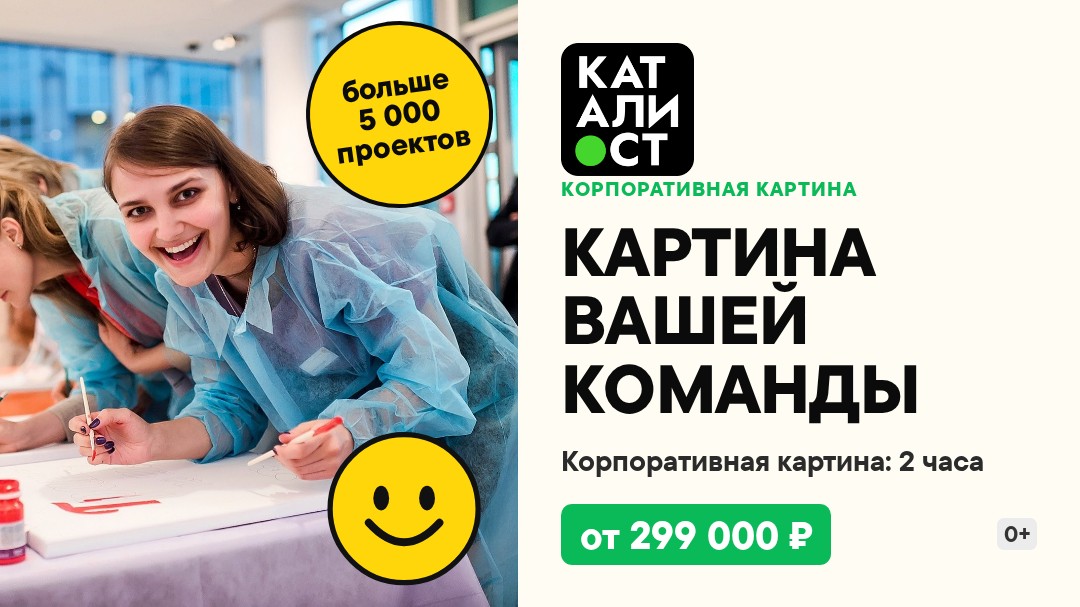 больше
5 000
проектов
КАТ
АЛИ
СТ
КОРПОРАТИВНАЯ КАРТИНА
КАРТИНА
ВАШЕЙ
КОМАНДЫ
Корпоративная картина: 2 часа
от 299 000 ₽
0+